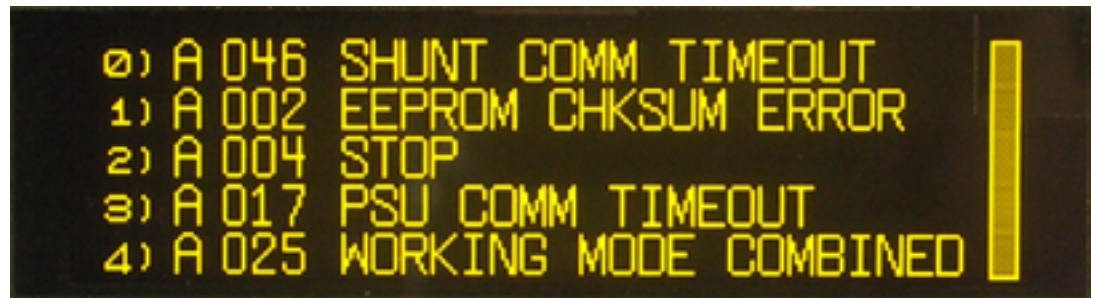 0) A 046 SHUNT COMM TIMEOUT
1) A 002 EEPROM CHKSUM ERROR
2) A 004 STOP
3) A 017 PSU COMM TIMEOUT
4) A 025 WORKING MODE COMBINED